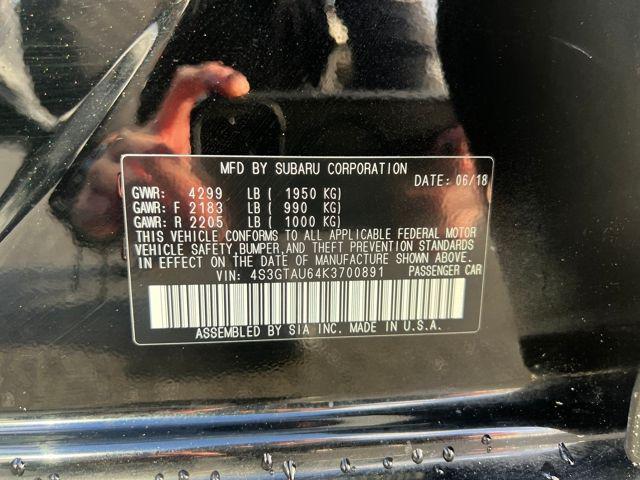 MFD BY SUBARU CORPORATION
DATE: 06/18
GVWR: 4299 LB ( 1950 KG)
GAWR: F 2183 LB ( 990 KG)
GAWR: R 2205 LB ( 1000 KG)
THIS VEHICLE CONFORMS TO ALL APPLICABLE FEDERAL MOTOR
VEHICLE SAFETY, BUMPER, AND THEFT PREVENTION STANDARDS
IN EFFECT ON THE DATE OF MANUFACTURE SHOWN ABOVE.
VIN: 4S3GTAU64K3700891 PASSENGER CAR
ASSEMBLED BY SIA INC. MADE IN U.S.A.